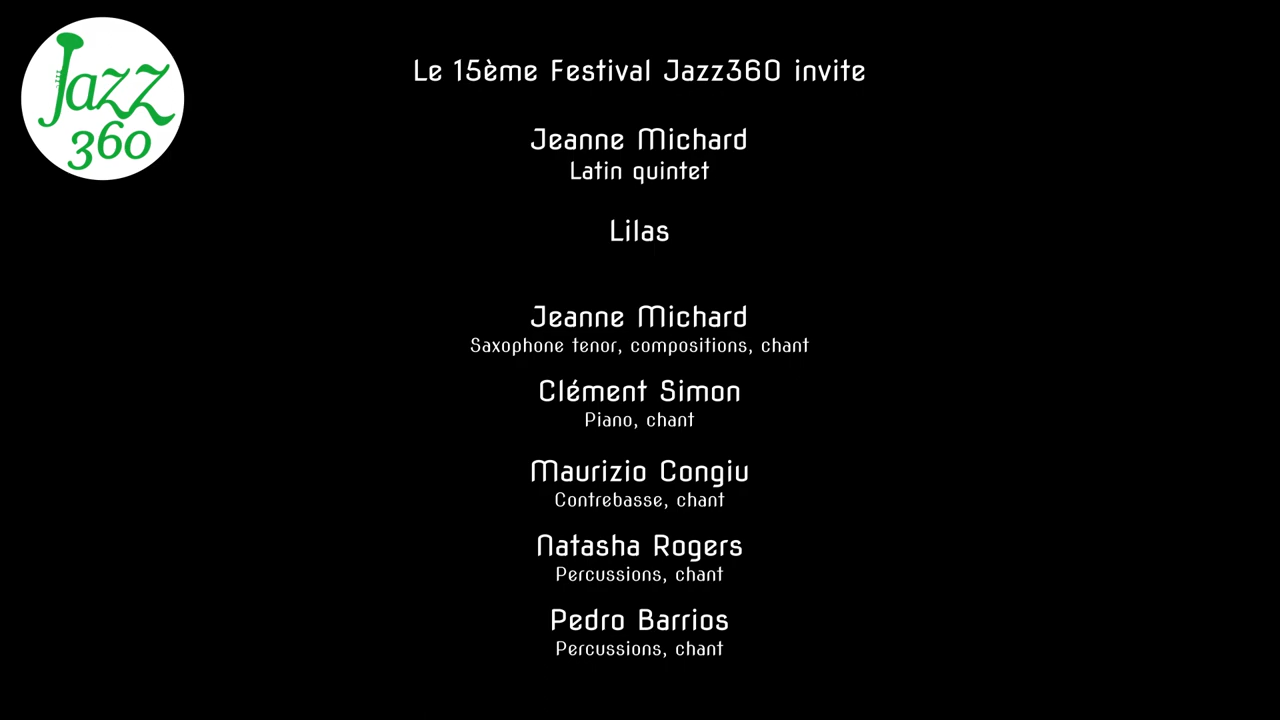 Jazz
360
Le 15ème Festival Jazz360 invite
Jeanne Michard
Latin quintet
Lilas
Jeanne Michard
Saxophone tenor, compositions, chant
Clément Simon
Piano, chant
Maurizio Congiu
Contrebasse, chant
Natasha Rogers
Percussions, chant
Pedro Barrios
Percussions, chant